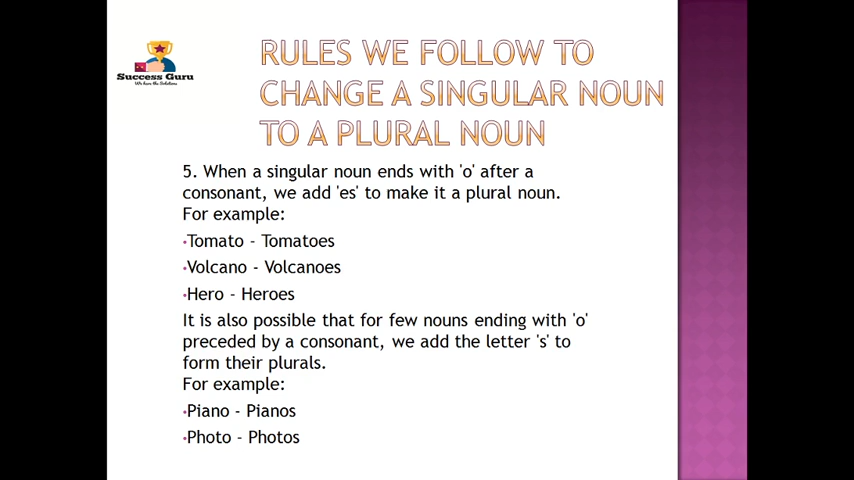 Success Guru
We have the Solutions
RULES WE FOLLOW TO
CHANGE A SINGULAR NOUN
TO A PLURAL NOUN
5. When a singular noun ends with 'o' after a
consonant, we add 'es' to make it a plural noun.
For example:
•Tomato - Tomatoes
•Volcano - Volcanoes
•Hero - Heroes
It is also possible that for few nouns ending with 'o'
preceded by a consonant, we add the letter 's' to
form their plurals.
For example:
•Piano - Pianos
•Photo - Photos